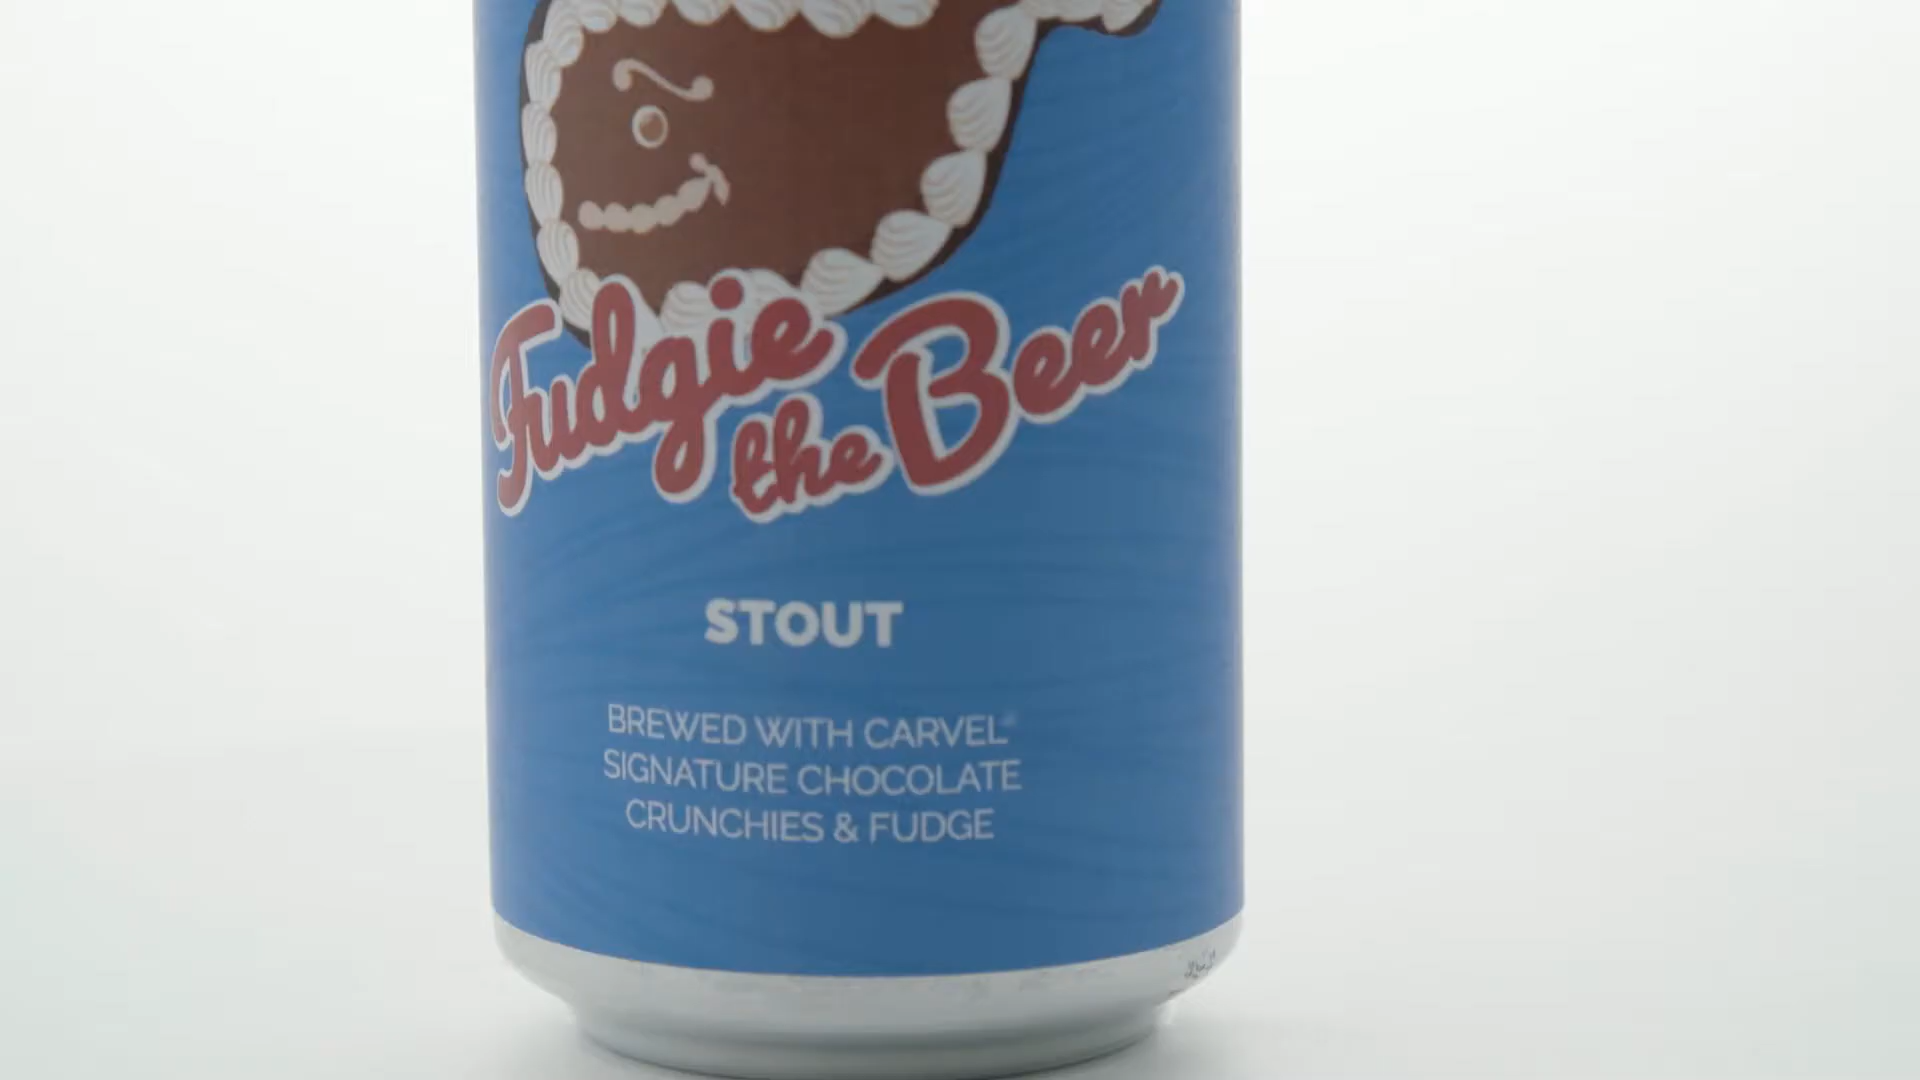 Fudgie
the Beer
STOUT
BREWED WITH CARVEL®
SIGNATURE CHOCOLATE
CRUNCHIES & FUDGE